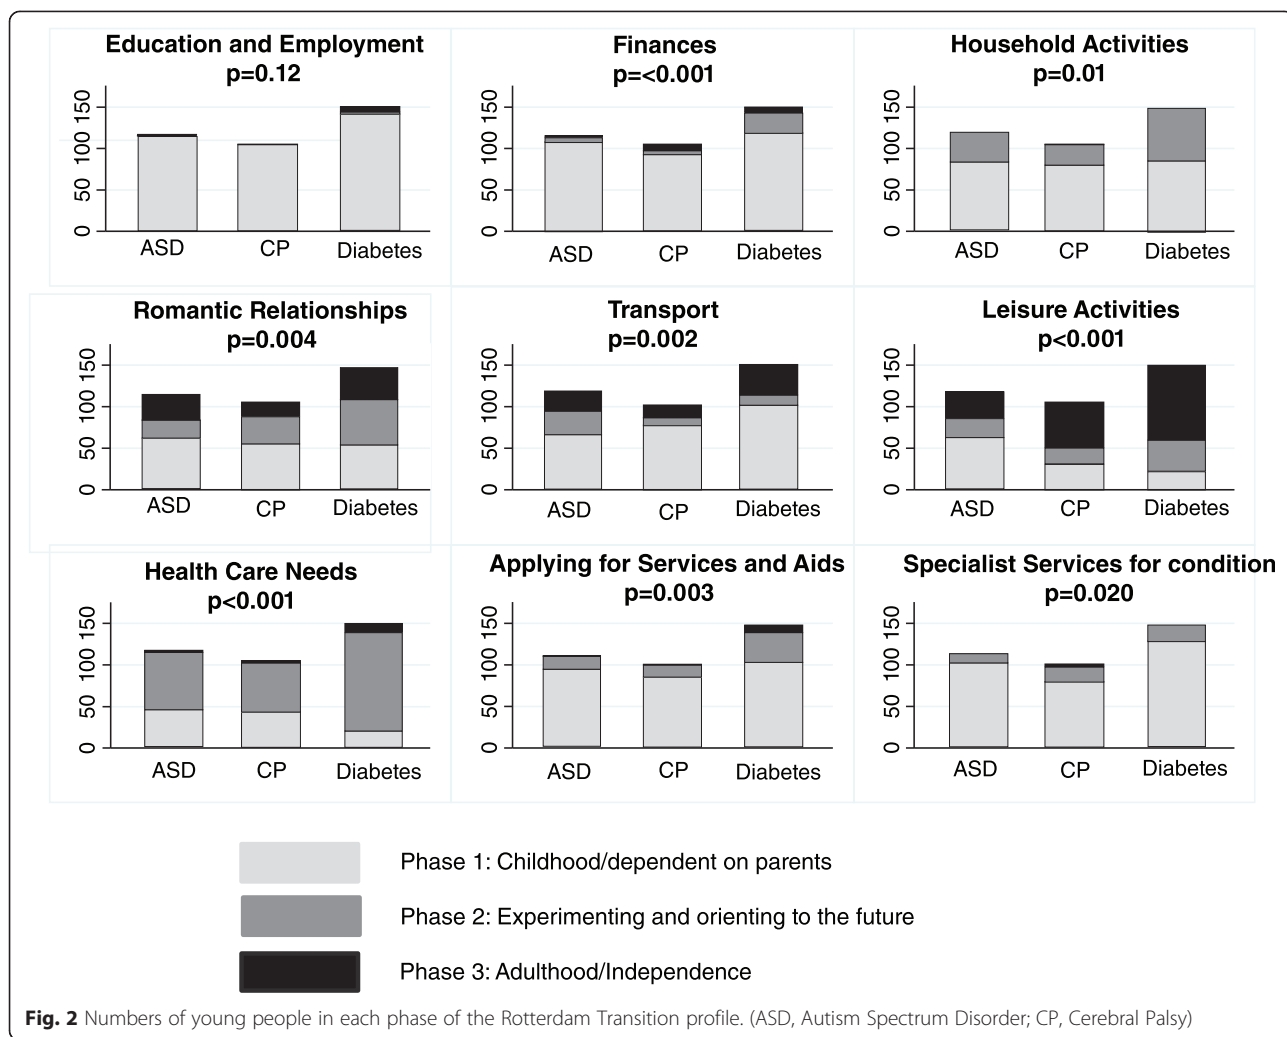 Education and Employment
p=0.12
150
100
50
0
ASD
CP
Diabetes
Finances
p=<0.001
150
100
50
0
ASD
CP
Diabetes
Household Activities
p=0.01
150
100
50
0
ASD
CP
Diabetes
Romantic Relationships
p=0.004
150
100
50
0
ASD
CP
Diabetes
Transport
p=0.002
150
100
50
0
ASD
CP
Diabetes
Leisure Activities
p<0.001
150
100
50
0
ASD
CP
Diabetes
Health Care Needs
p<0.001
150
100
50
0
ASD
CP
Diabetes
Applying for Services and Aids
p=0.003
150
100
50
0
ASD
CP
Diabetes
Specialist Services for condition
p=0.020
150
100
50
0
ASD
CP
Diabetes
Phase 1: Childhood/dependent on parents
Phase 2: Experimenting and orienting to the future
Phase 3: Adulthood/Independence
Fig. 2 Numbers of young people in each phase of the Rotterdam Transition profile. (ASD, Autism Spectrum Disorder; CP, Cerebral Palsy)